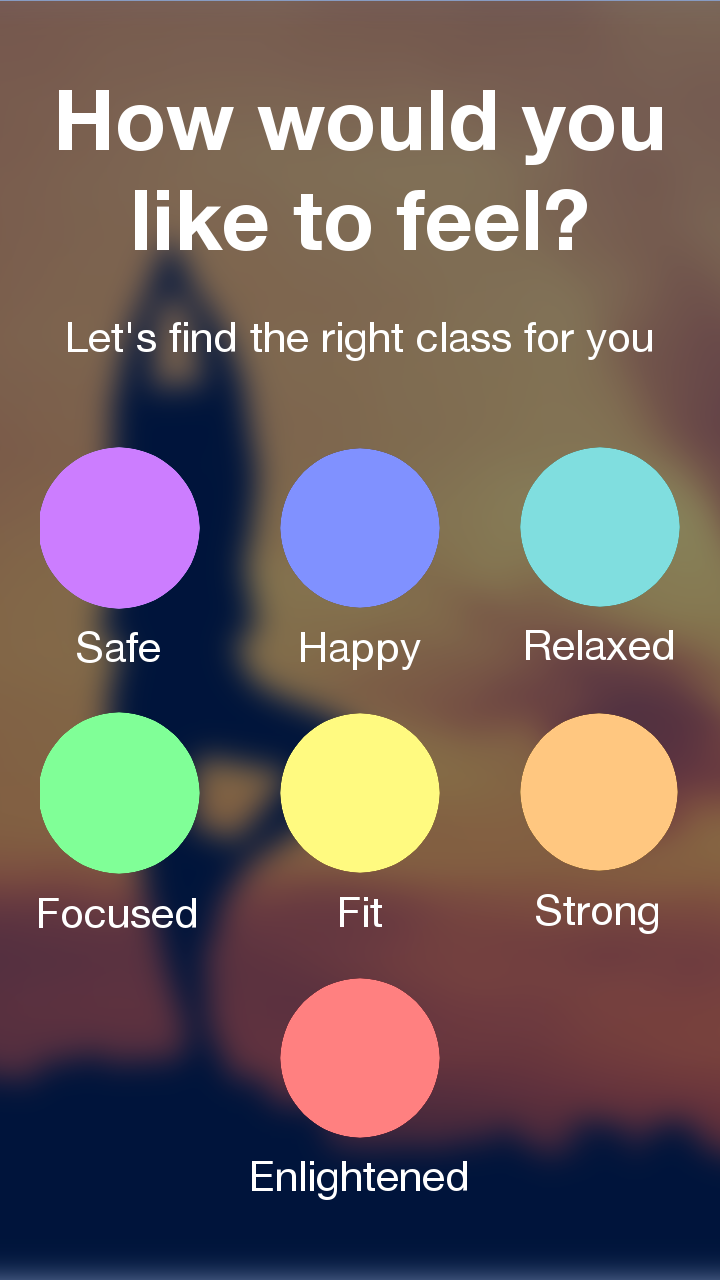 How would you
like to feel?
Let's find the right class for you
Safe
Happy
Relaxed
Focused
Fit
Strong
Enlightened